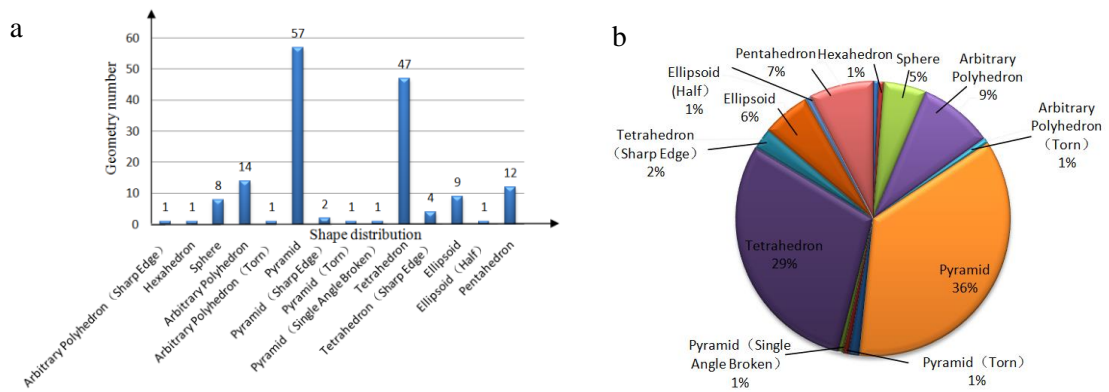 a
Geometry number
60
50
40
30
20
10
0
1
1
8
14
1
57
2
1
1
47
4
9
1
12
Shape distribution
Arbitrary Polyhedron（Sharp Edge）
Hexahedron
Sphere
Arbitrary Polyhedron
Arbitrary Polyhedron（Torn）
Pyramid
Pyramid（Sharp Edge）
Pyramid（Torn）
Pyramid（Single Angle Broken）
Tetrahedron
Tetrahedron（Sharp Edge）
Ellipsoid
Ellipsoid（Half）
Pentahedron
b
Pentahedron
7%
Hexahedron
1%
Sphere
5%
Arbitrary
Polyhedron
9%
Arbitrary
Polyhedron
（Torn）
1%
Pyramid
36%
Pyramid（Torn）
1%
Pyramid（Single
Angle Broken）
1%
Tetrahedron
29%
Tetrahedron
（Sharp Edge）
2%
Ellipsoid
6%
Ellipsoid
(Half）
1%